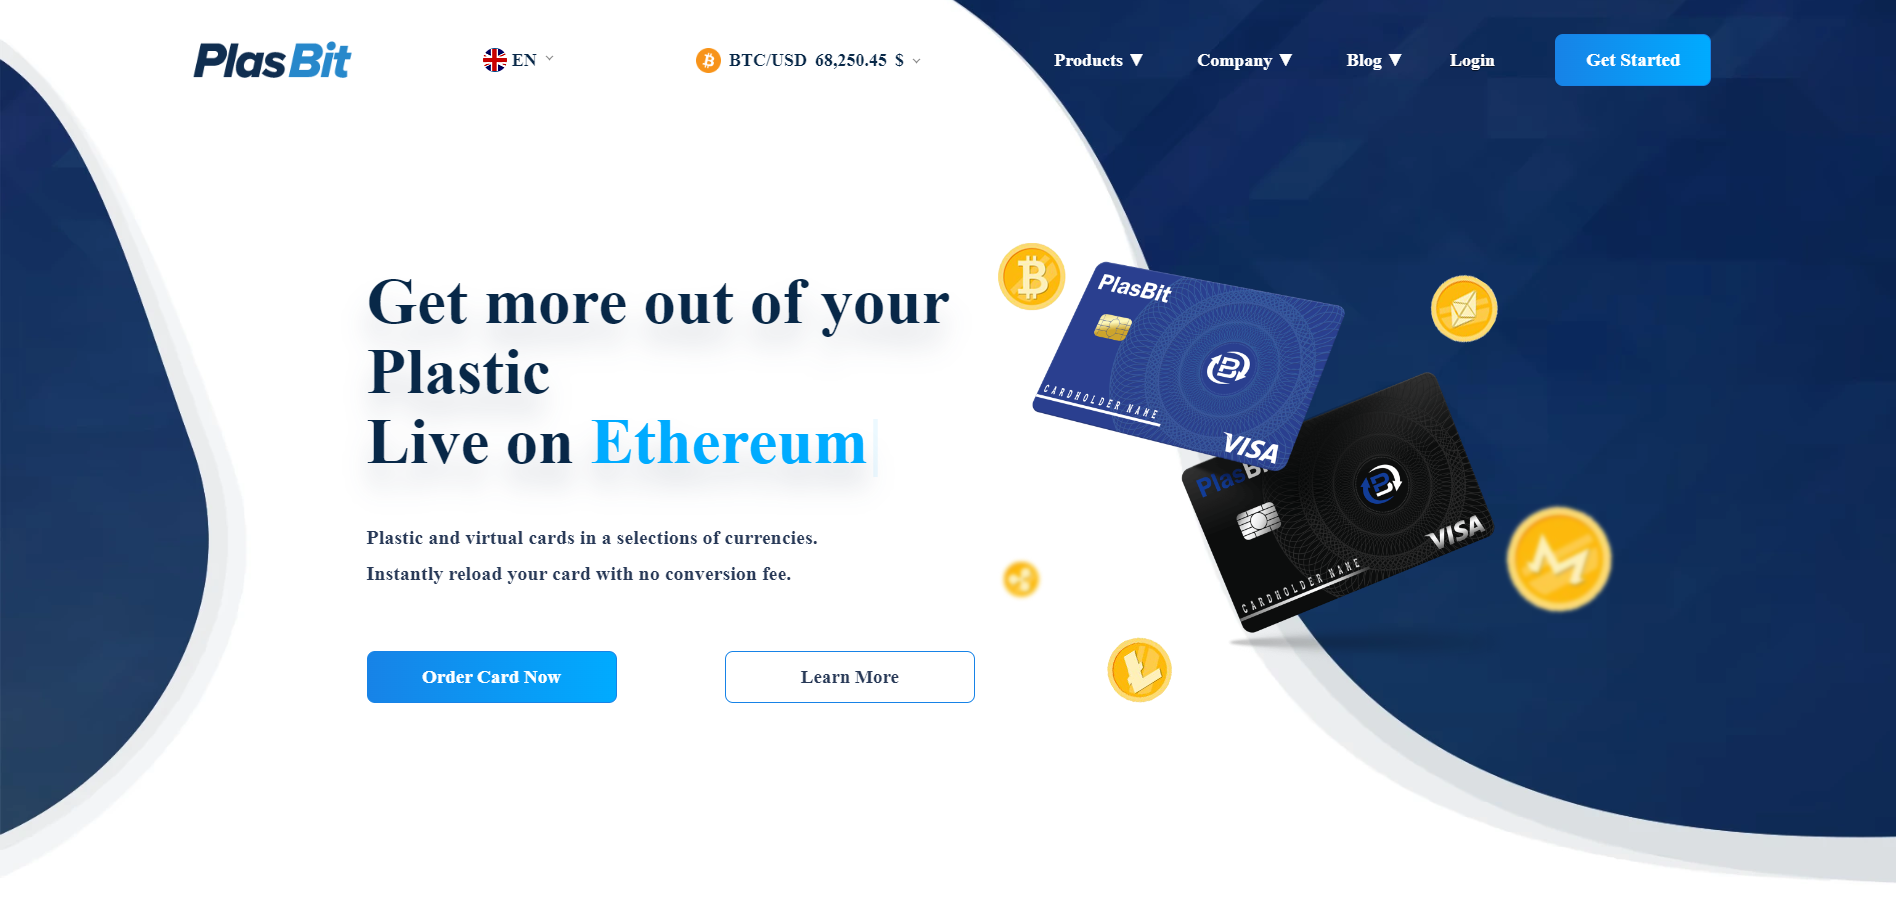 PlasBit
EN
BTC/USD 68,250.45 $
Products ▼
Company ▼
Blog ▼
Login
Get Started
Get more out of your
Plastic
Live on Ethereum
Plastic and virtual cards in a selections of currencies.
Instantly reload your card with no conversion fee.
Order Card Now
Learn More
PlasBit
CARDHOLDER NAME
VISA
PlasB
CARDHOLDER NAME
VISA